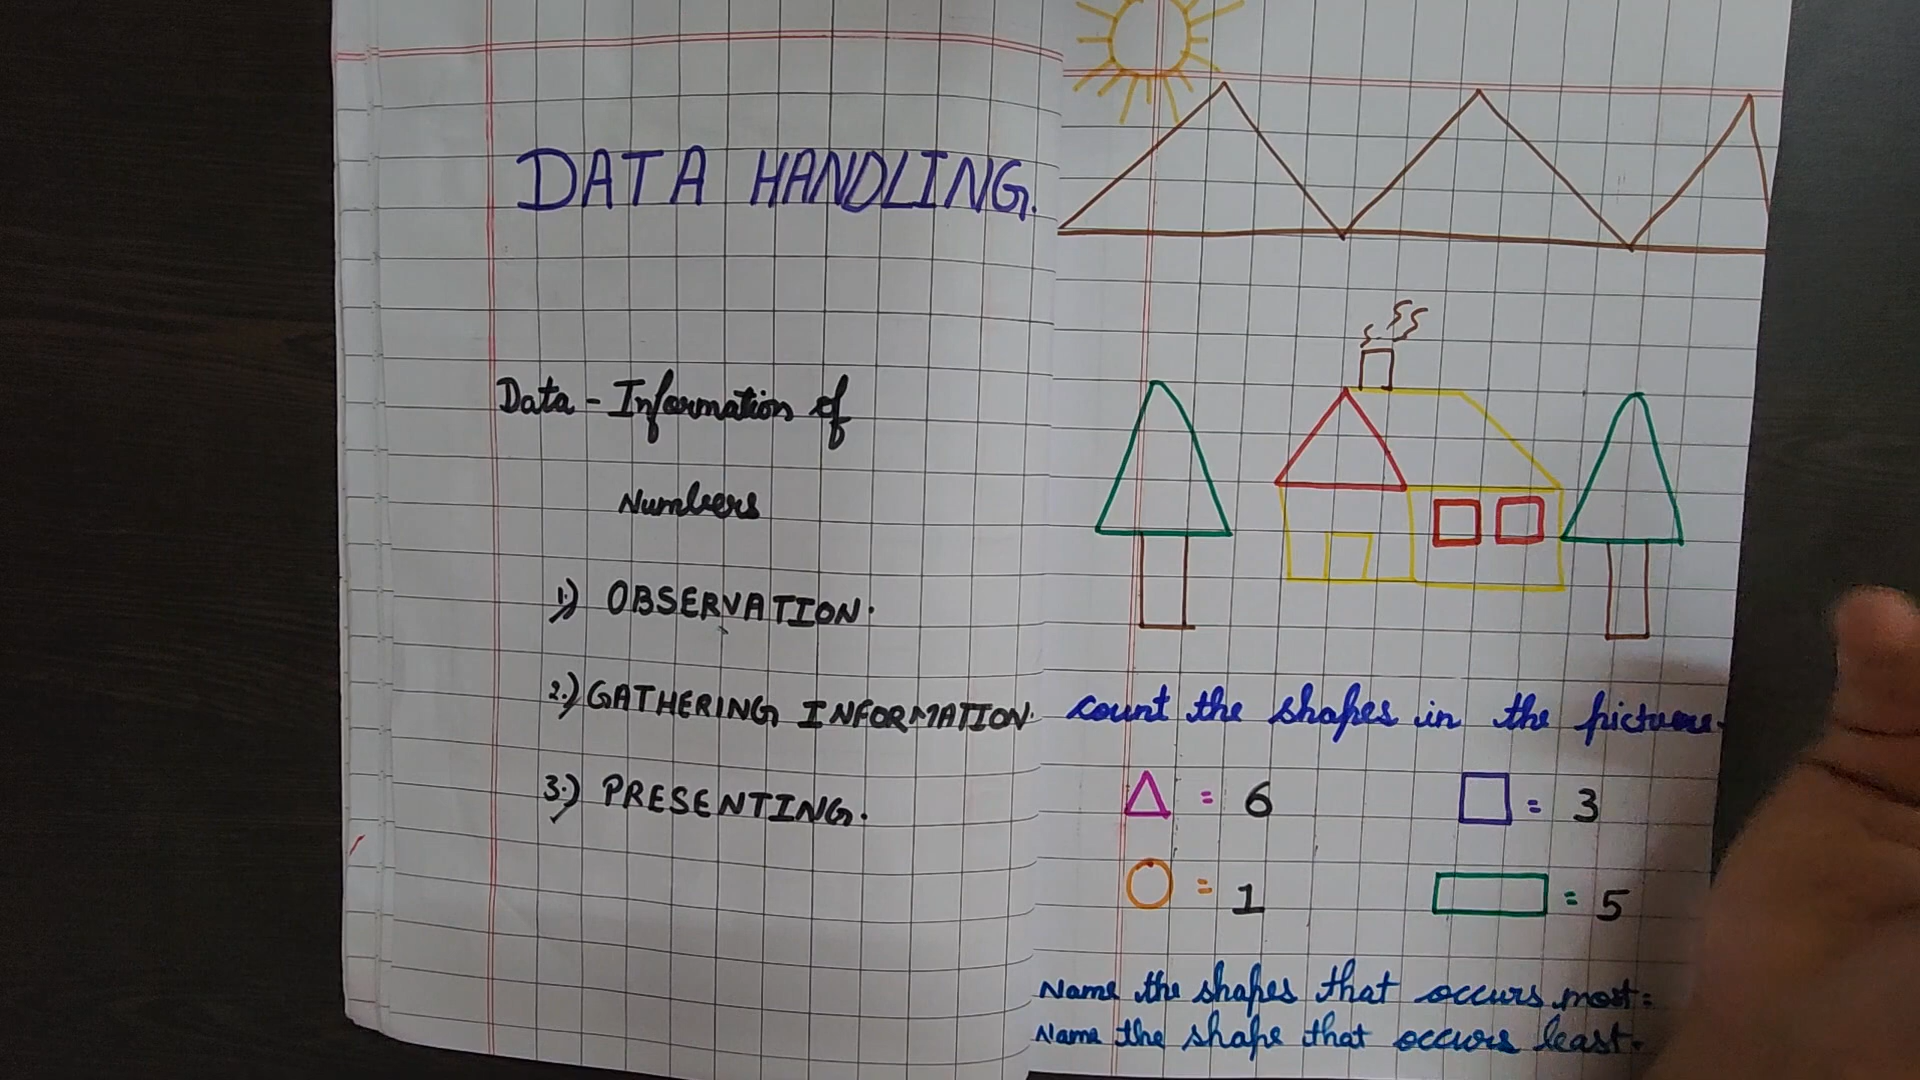 DATA HANDLING.
Data - Information of
Numbers
1.) OBSERVATION.
2.) GATHERING INFORMATION.
3.) PRESENTING.
count the shapes in the picture.
△ = 6
□ = 3
○ = 1
▭ = 5
Name the shapes that occurs most=
Name the shape that occurs least=